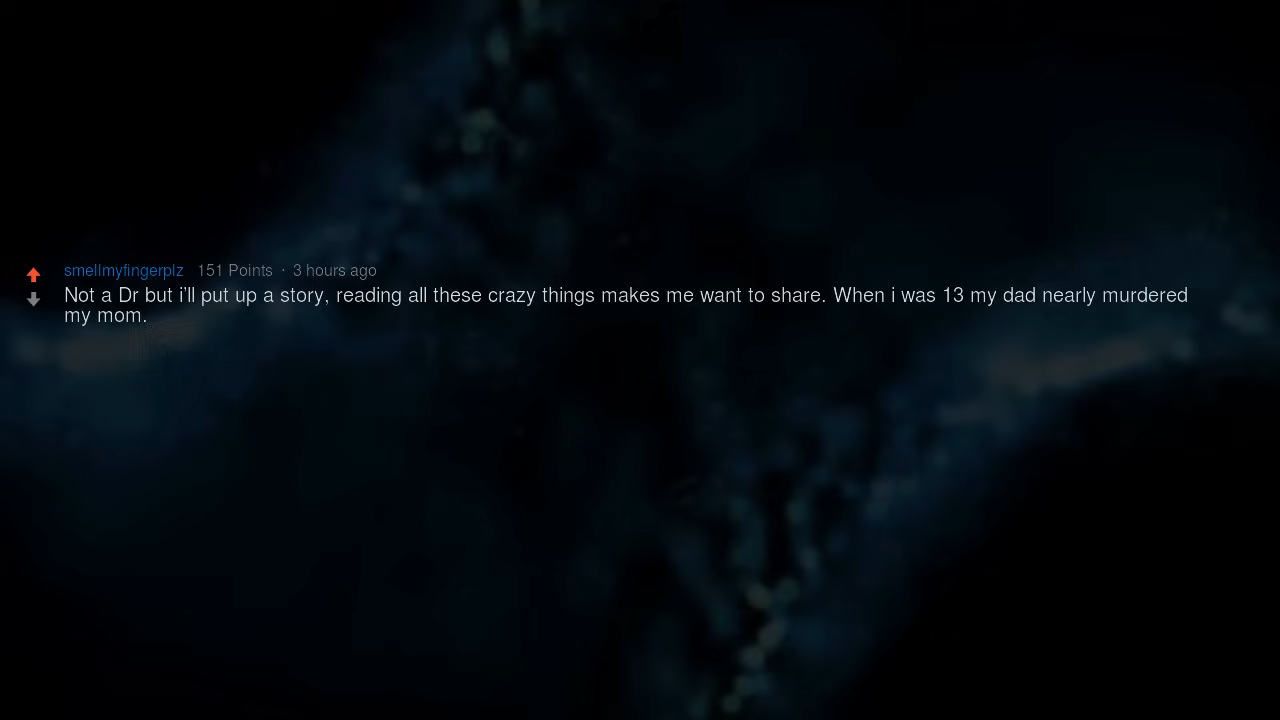 smellmyfingerplz 151 Points · 3 hours ago
Not a Dr but i'll put up a story, reading all these crazy things makes me want to share. When i was 13 my dad nearly murdered
my mom.